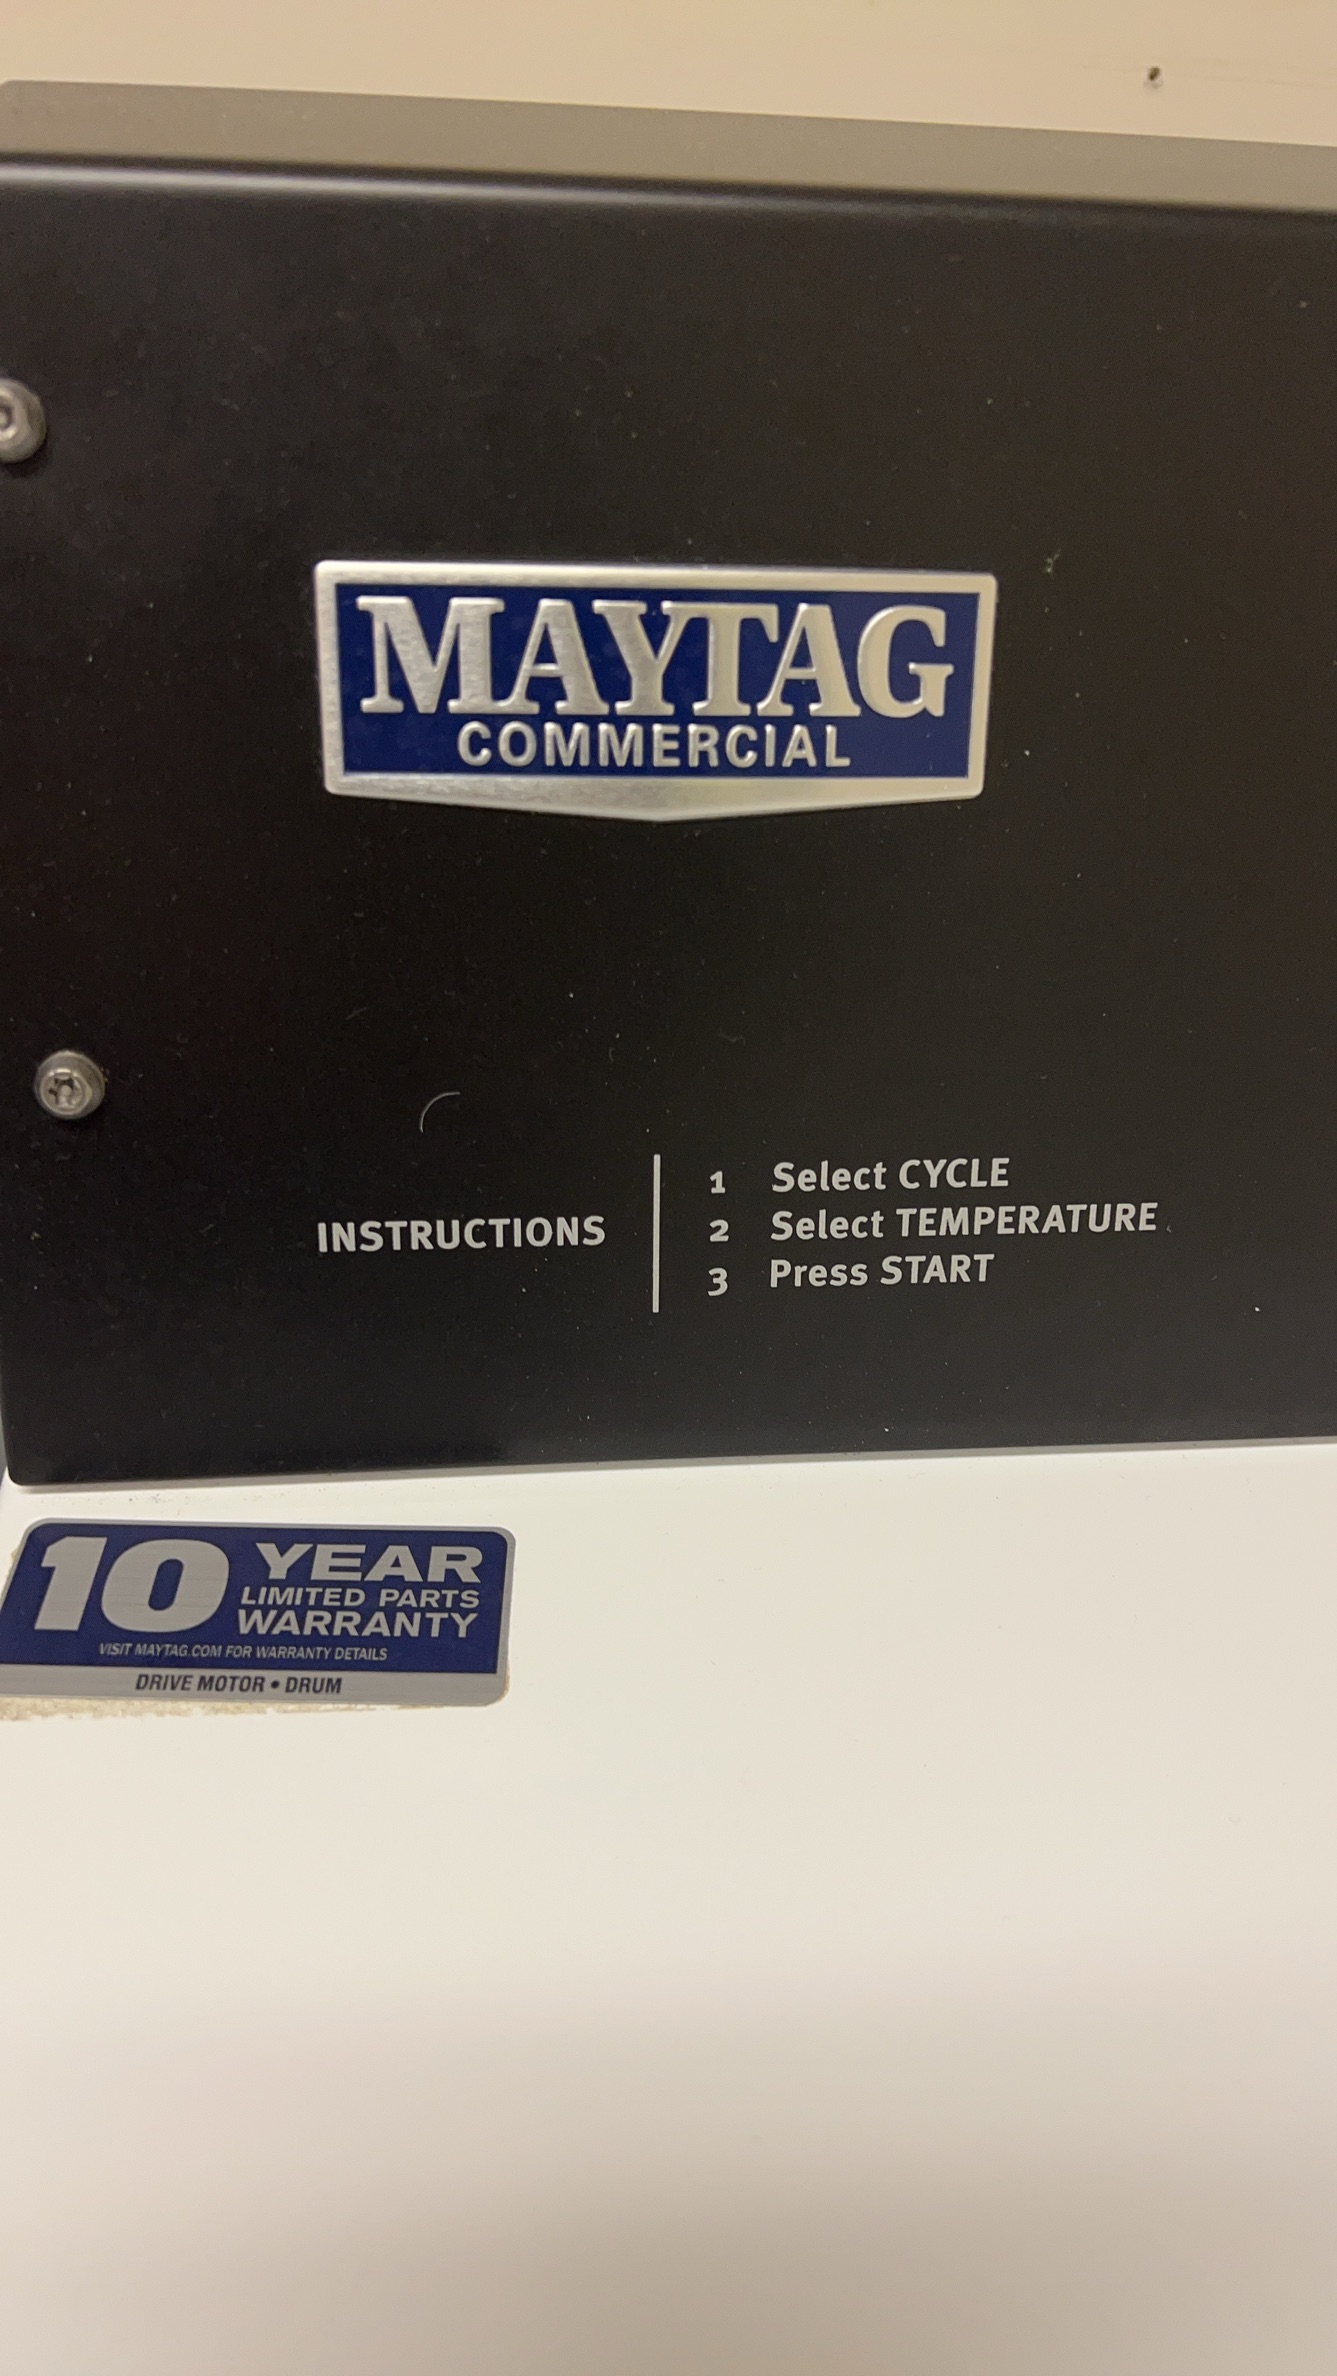 MAYTAG
COMMERCIAL
INSTRUCTIONS
1 Select CYCLE
2 Select TEMPERATURE
3 Press START
10 YEAR
LIMITED PARTS
WARRANTY
VISIT MAYTAG.COM FOR WARRANTY DETAILS
DRIVE MOTOR • DRUM